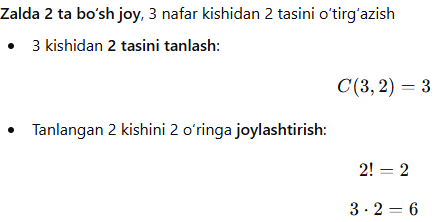 Zalda 2 ta bo‘sh joy, 3 nafar kishidan 2 tasini o‘tirg‘azish
• 3 kishidan 2 tasini tanlash:
C(3, 2) = 3
• Tanlangan 2 kishini 2 o‘ringa joylashtirish:
2! = 2
3 · 2 = 6